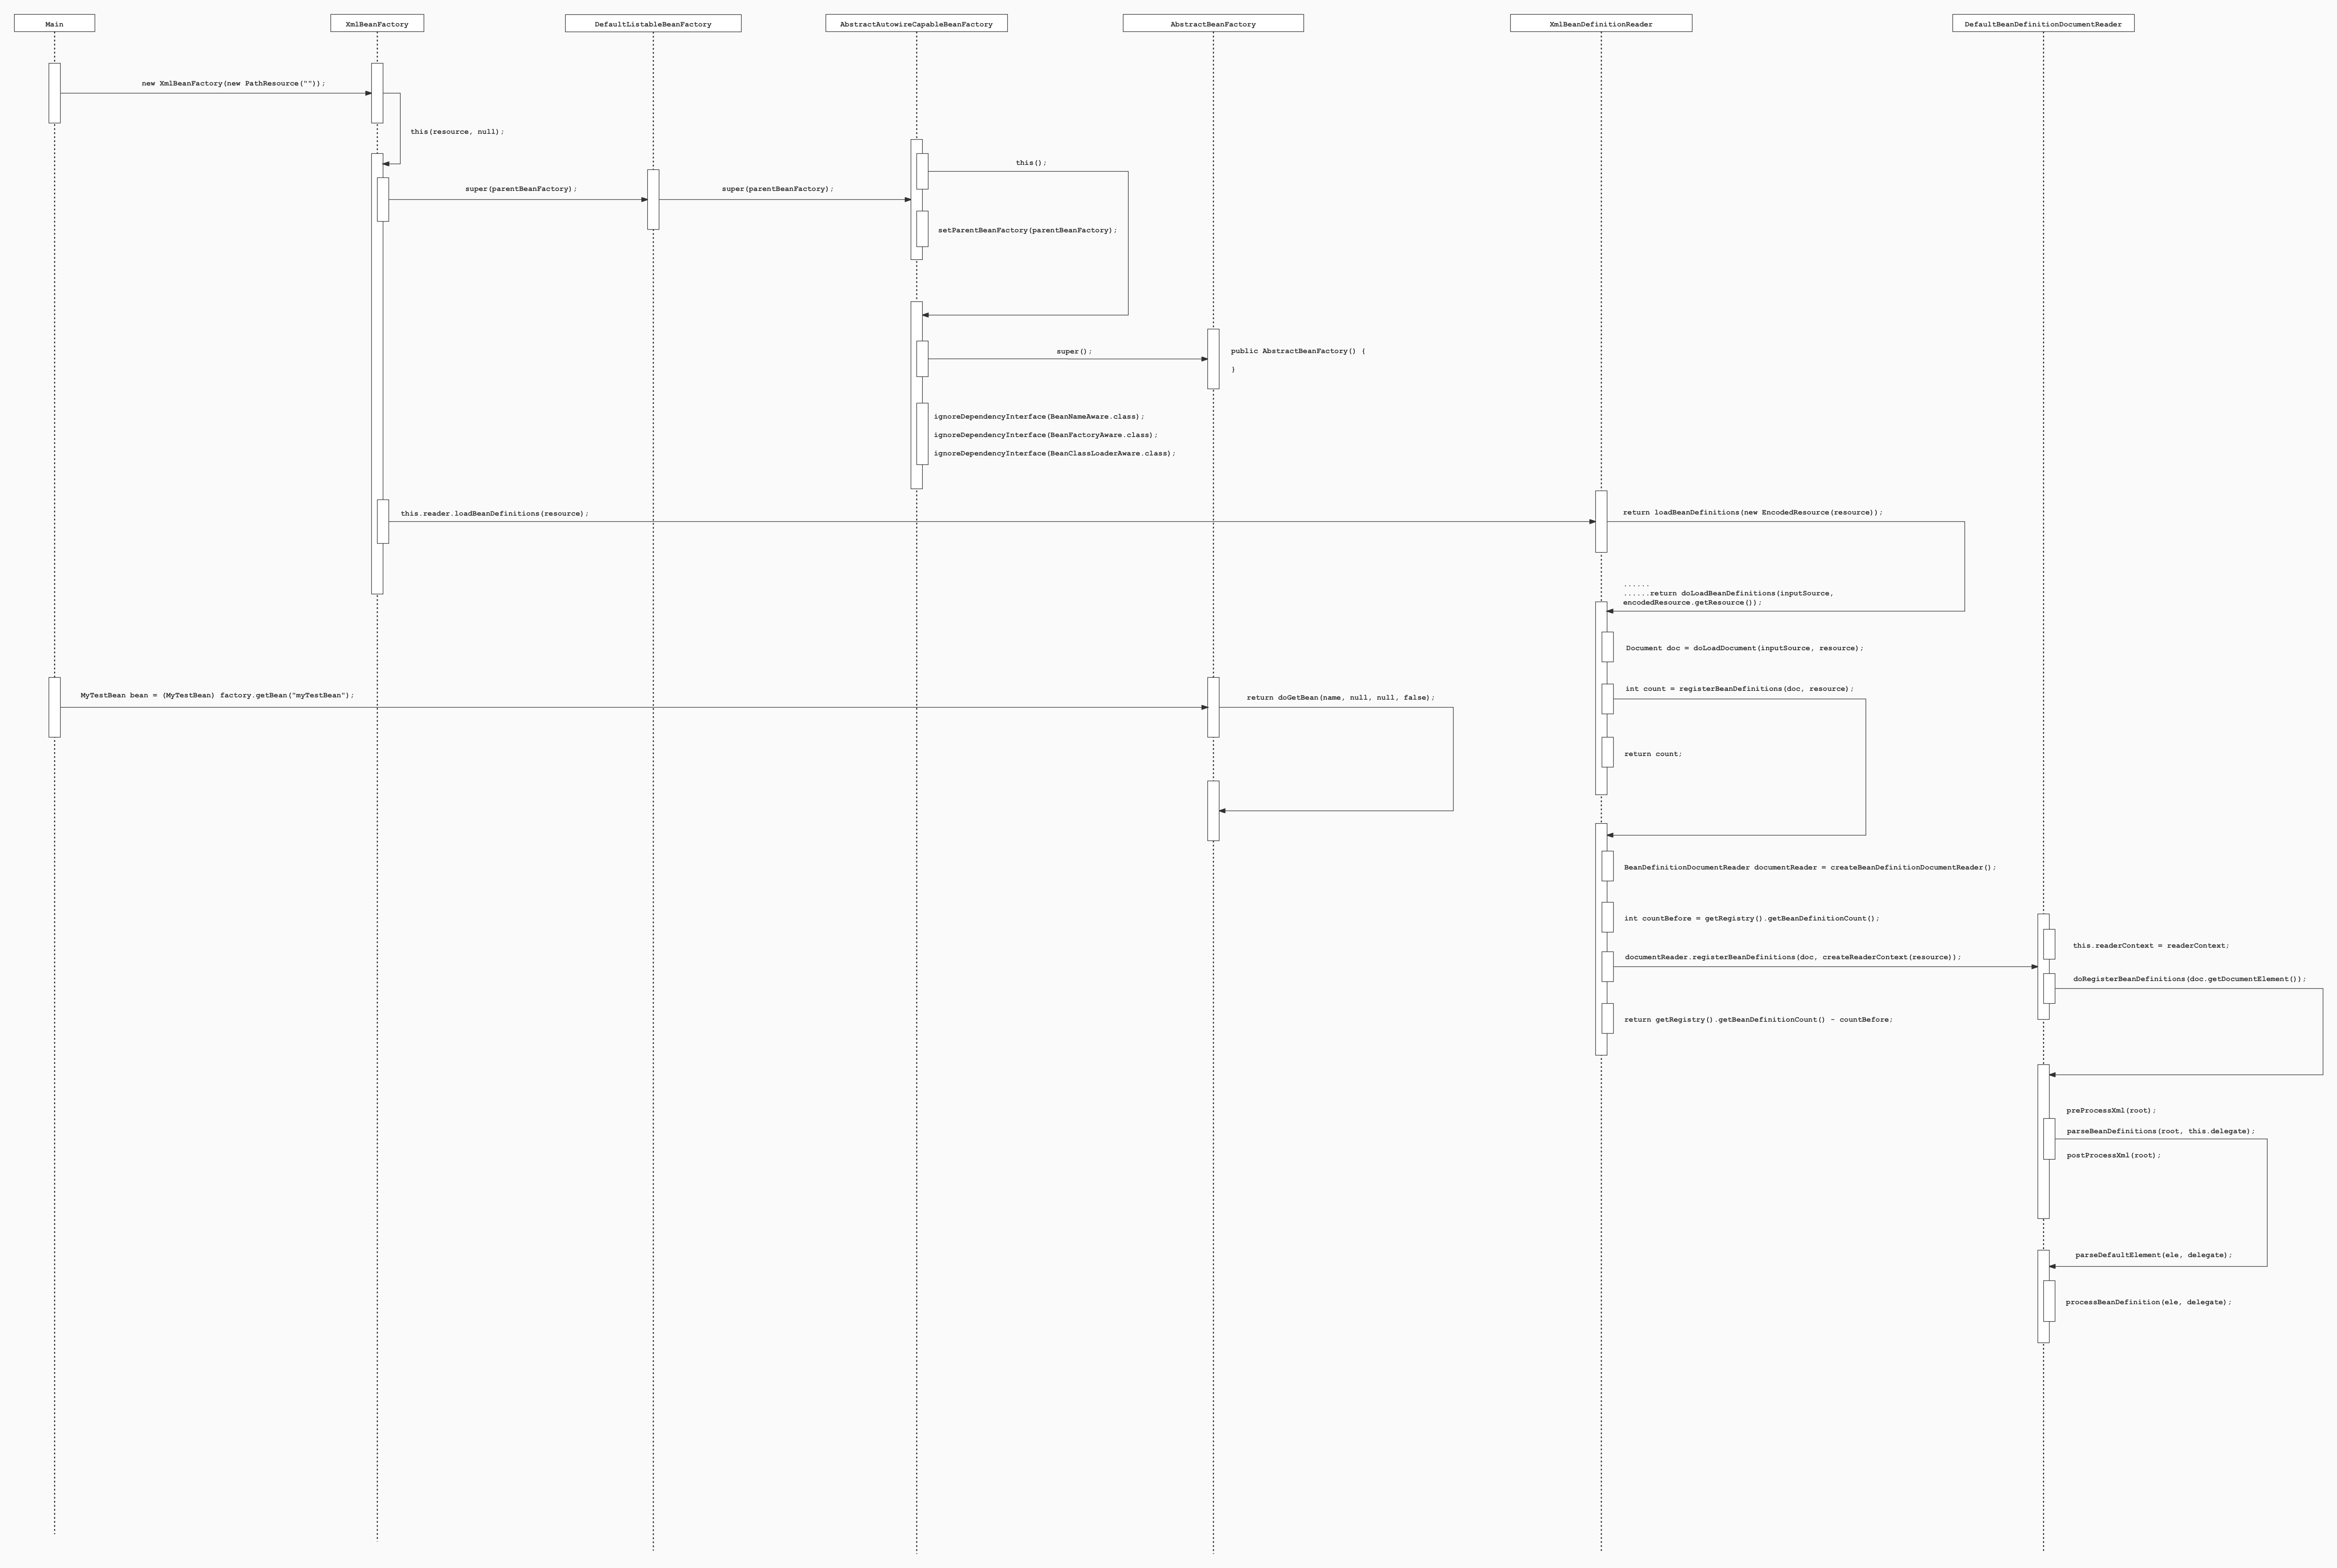 Main
XmlBeanFactory
DefaultListableBeanFactory
AbstractAutowireCapableBeanFactory
AbstractBeanFactory
XmlBeanDefinitionReader
DefaultBeanDefinitionDocumentReader
new XmlBeanFactory(new PathResource(""));
this(resource, null);
this();
super(parentBeanFactory);
super(parentBeanFactory);
setParentBeanFactory(parentBeanFactory);
super();
public AbstractBeanFactory() {
}
ignoreDependencyInterface(BeanNameAware.class);
ignoreDependencyInterface(BeanFactoryAware.class);
ignoreDependencyInterface(BeanClassLoaderAware.class);
this.reader.loadBeanDefinitions(resource);
return loadBeanDefinitions(new EncodedResource(resource));
......
......return doLoadBeanDefinitions(inputSource,
encodedResource.getResource());
Document doc = doLoadDocument(inputSource, resource);
int count = registerBeanDefinitions(doc, resource);
MyTestBean bean = (MyTestBean) factory.getBean("myTestBean");
return doGetBean(name, null, null, false);
return count;
BeanDefinitionDocumentReader documentReader = createBeanDefinitionDocumentReader();
int countBefore = getRegistry().getBeanDefinitionCount();
this.readerContext = readerContext;
documentReader.registerBeanDefinitions(doc, createReaderContext(resource));
doRegisterBeanDefinitions(doc.getDocumentElement());
return getRegistry().getBeanDefinitionCount() - countBefore;
preProcessXml(root);
parseBeanDefinitions(root, this.delegate);
postProcessXml(root);
parseDefaultElement(ele, delegate);
processBeanDefinition(ele, delegate);